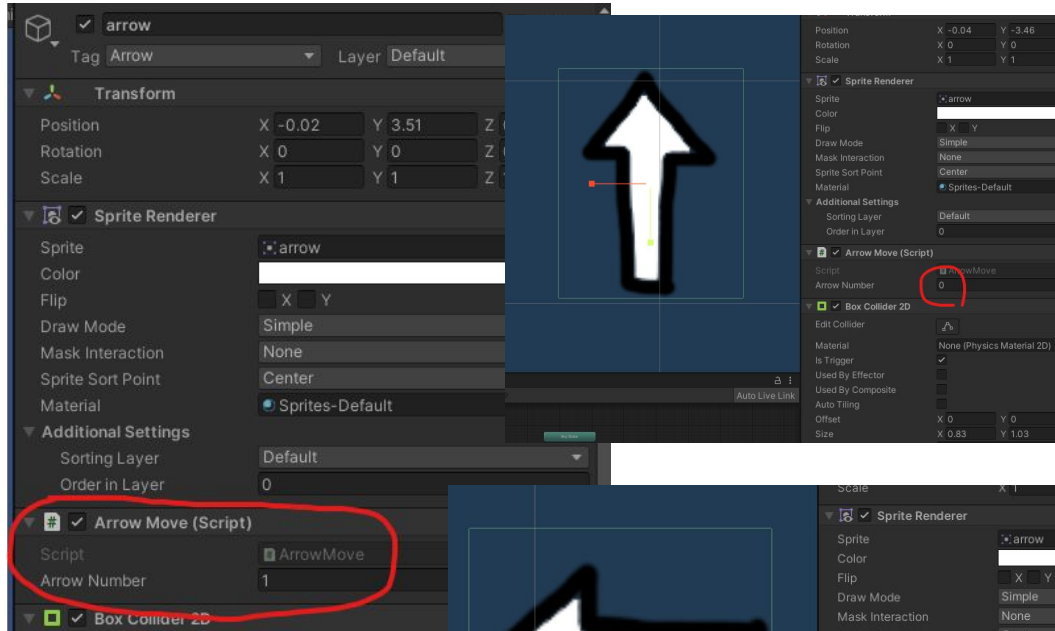 arrow
Tag Arrow Layer Default
Transform
Position X -0.02 Y 3.51 Z
Rotation X 0 Y 0 Z
Scale X 1 Y 1 Z
Sprite Renderer
Sprite arrow
Color
Flip X Y
Draw Mode Simple
Mask Interaction None
Sprite Sort Point Center
Material Sprites-Default
Additional Settings
Sorting Layer Default
Order in Layer 0
Arrow Move (Script)
Script ArrowMove
Arrow Number 1
Box Collider 2D
Position X -0.04 Y -3.46
Rotation X 0 Y 0
Scale X 1 Y 1
Sprite Renderer
Sprite arrow
Color
Flip X Y
Draw Mode Simple
Mask Interaction None
Sprite Sort Point Center
Material Sprites-Default
Additional Settings
Sorting Layer Default
Order in Layer 0
Arrow Move (Script)
Script ArrowMove
Arrow Number 0
Box Collider 2D
Edit Collider
Material None (Physics Material 2D)
Is Trigger
Used By Effector
Used By Composite
Auto Tiling
Offset X 0 Y 0
Size X 0.83 Y 1.03
Auto Live Link
Scale X 1
Sprite Renderer
Sprite arrow
Color
Flip X Y
Draw Mode Simple
Mask Interaction None